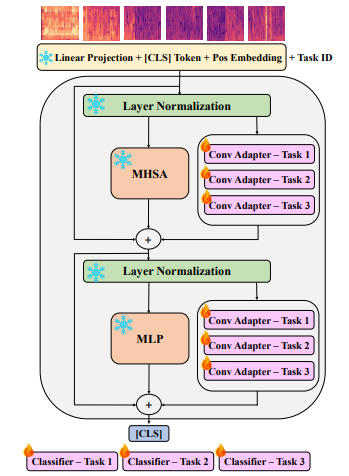 Linear Projection + [CLS] Token + Pos Embedding + Task ID
Layer Normalization
MHSA
Conv Adapter – Task 1
Conv Adapter – Task 2
Conv Adapter – Task 3
+
Layer Normalization
MLP
Conv Adapter – Task 1
Conv Adapter – Task 2
Conv Adapter – Task 3
+
[CLS]
Classifier – Task 1
Classifier – Task 2
Classifier – Task 3